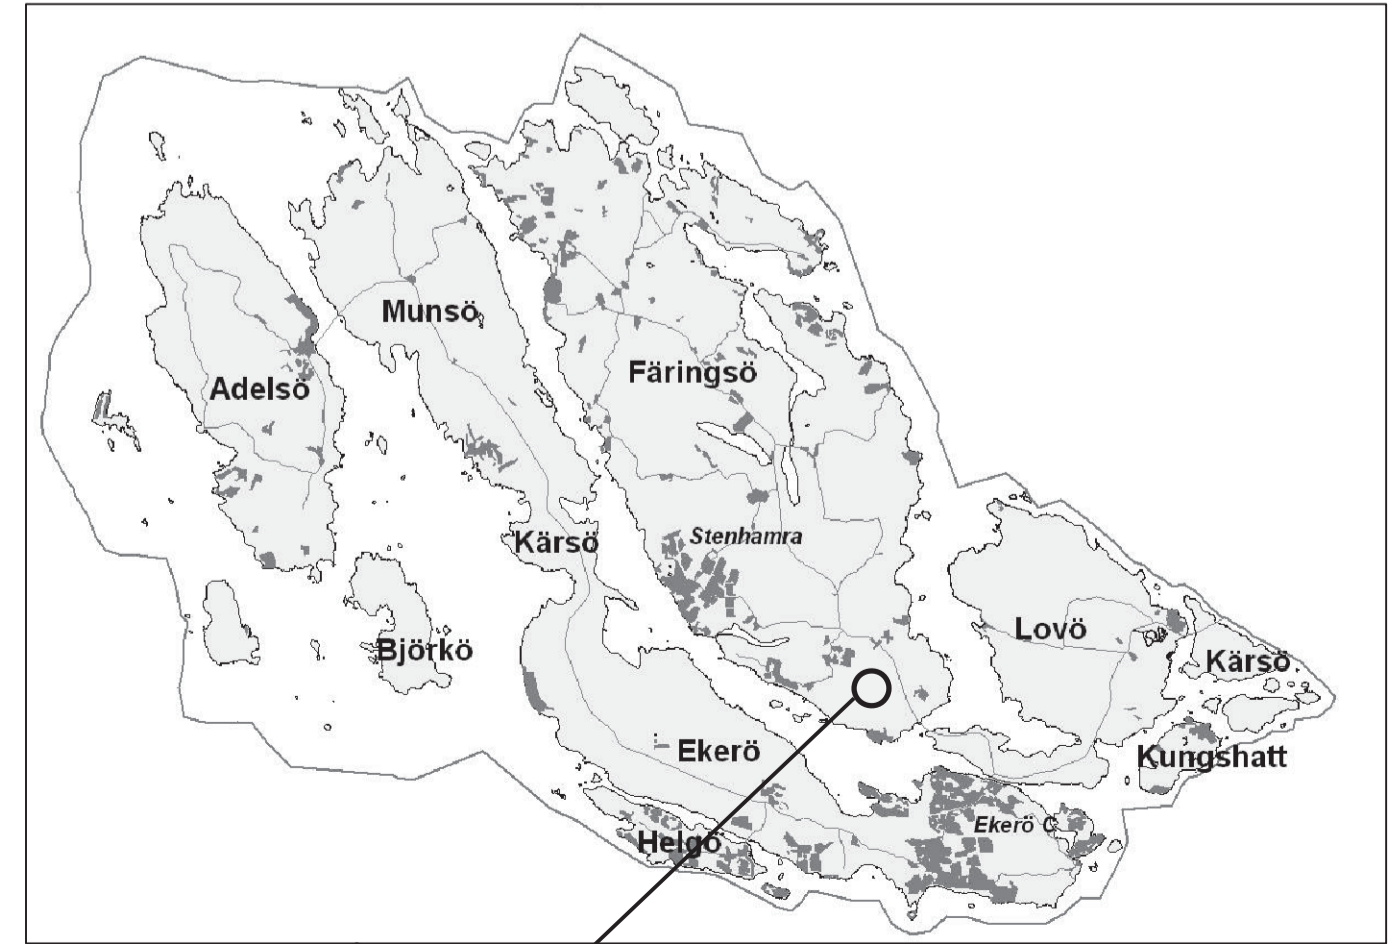 Munsö
Färingsö
Adelsö
Stenhamra
Kärsö
Lovö
Björkö
Kärsö
Ekerö
Kungshatt
Ekerö C
Helgö